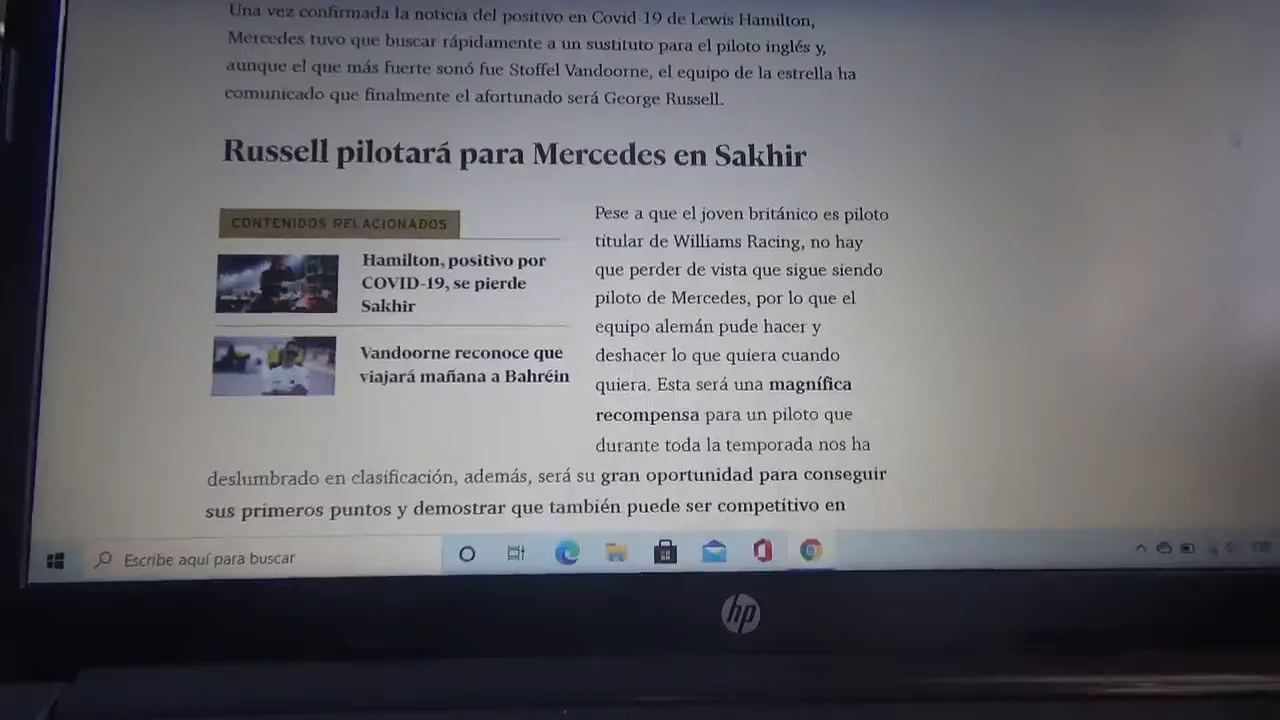 Una vez confirmada la noticia del positivo en Covid-19 de Lewis Hamilton,
Mercedes tuvo que buscar rápidamente a un sustituto para el piloto inglés y,
aunque el que más fuerte sonó fue Stoffel Vandoorne, el equipo de la estrella ha
comunicado que finalmente el afortunado será George Russell.
Russell pilotará para Mercedes en Sakhir
CONTENIDOS RELACIONADOS
Hamilton, positivo por
COVID-19, se pierde
Sakhir
Vandoorne reconoce que
viajará mañana a Bahréin
Pese a que el joven británico es piloto
titular de Williams Racing, no hay
que perder de vista que sigue siendo
piloto de Mercedes, por lo que el
equipo alemán pude hacer y
deshacer lo que quiera cuando
quiera. Esta será una magnífica
recompensa para un piloto que
durante toda la temporada nos ha
deslumbrado en clasificación, además, será su gran oportunidad para conseguir
sus primeros puntos y demostrar que también puede ser competitivo en
Escribe aquí para buscar
hp